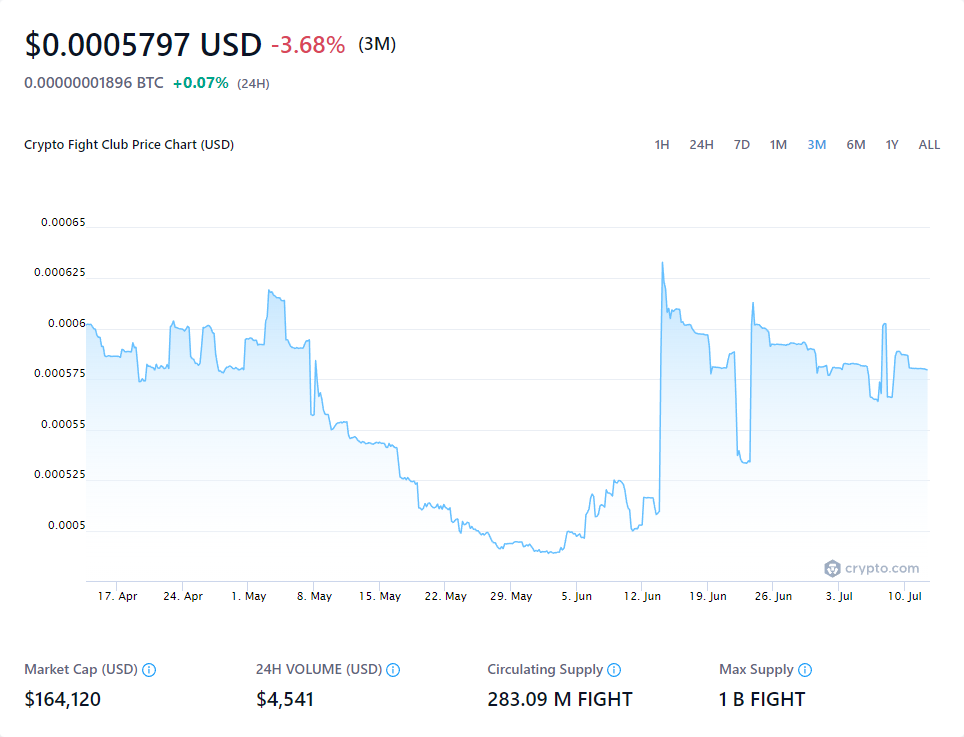 $0.0005797 USD -3.68% (3M)
0.00000001896 BTC +0.07% (24H)
Crypto Fight Club Price Chart (USD) 1H 24H 7D 1M 3M 6M 1Y ALL
0.00065
0.000625
0.0006
0.000575
0.00055
0.000525
0.0005
crypto.com
17. Apr 24. Apr 1. May 8. May 15. May 22. May 29. May 5. Jun 12. Jun 19. Jun 26. Jun 3. Jul 10. Jul
Market Cap (USD) 24H VOLUME (USD) Circulating Supply Max Supply
$164,120 $4,541 283.09 M FIGHT 1 B FIGHT